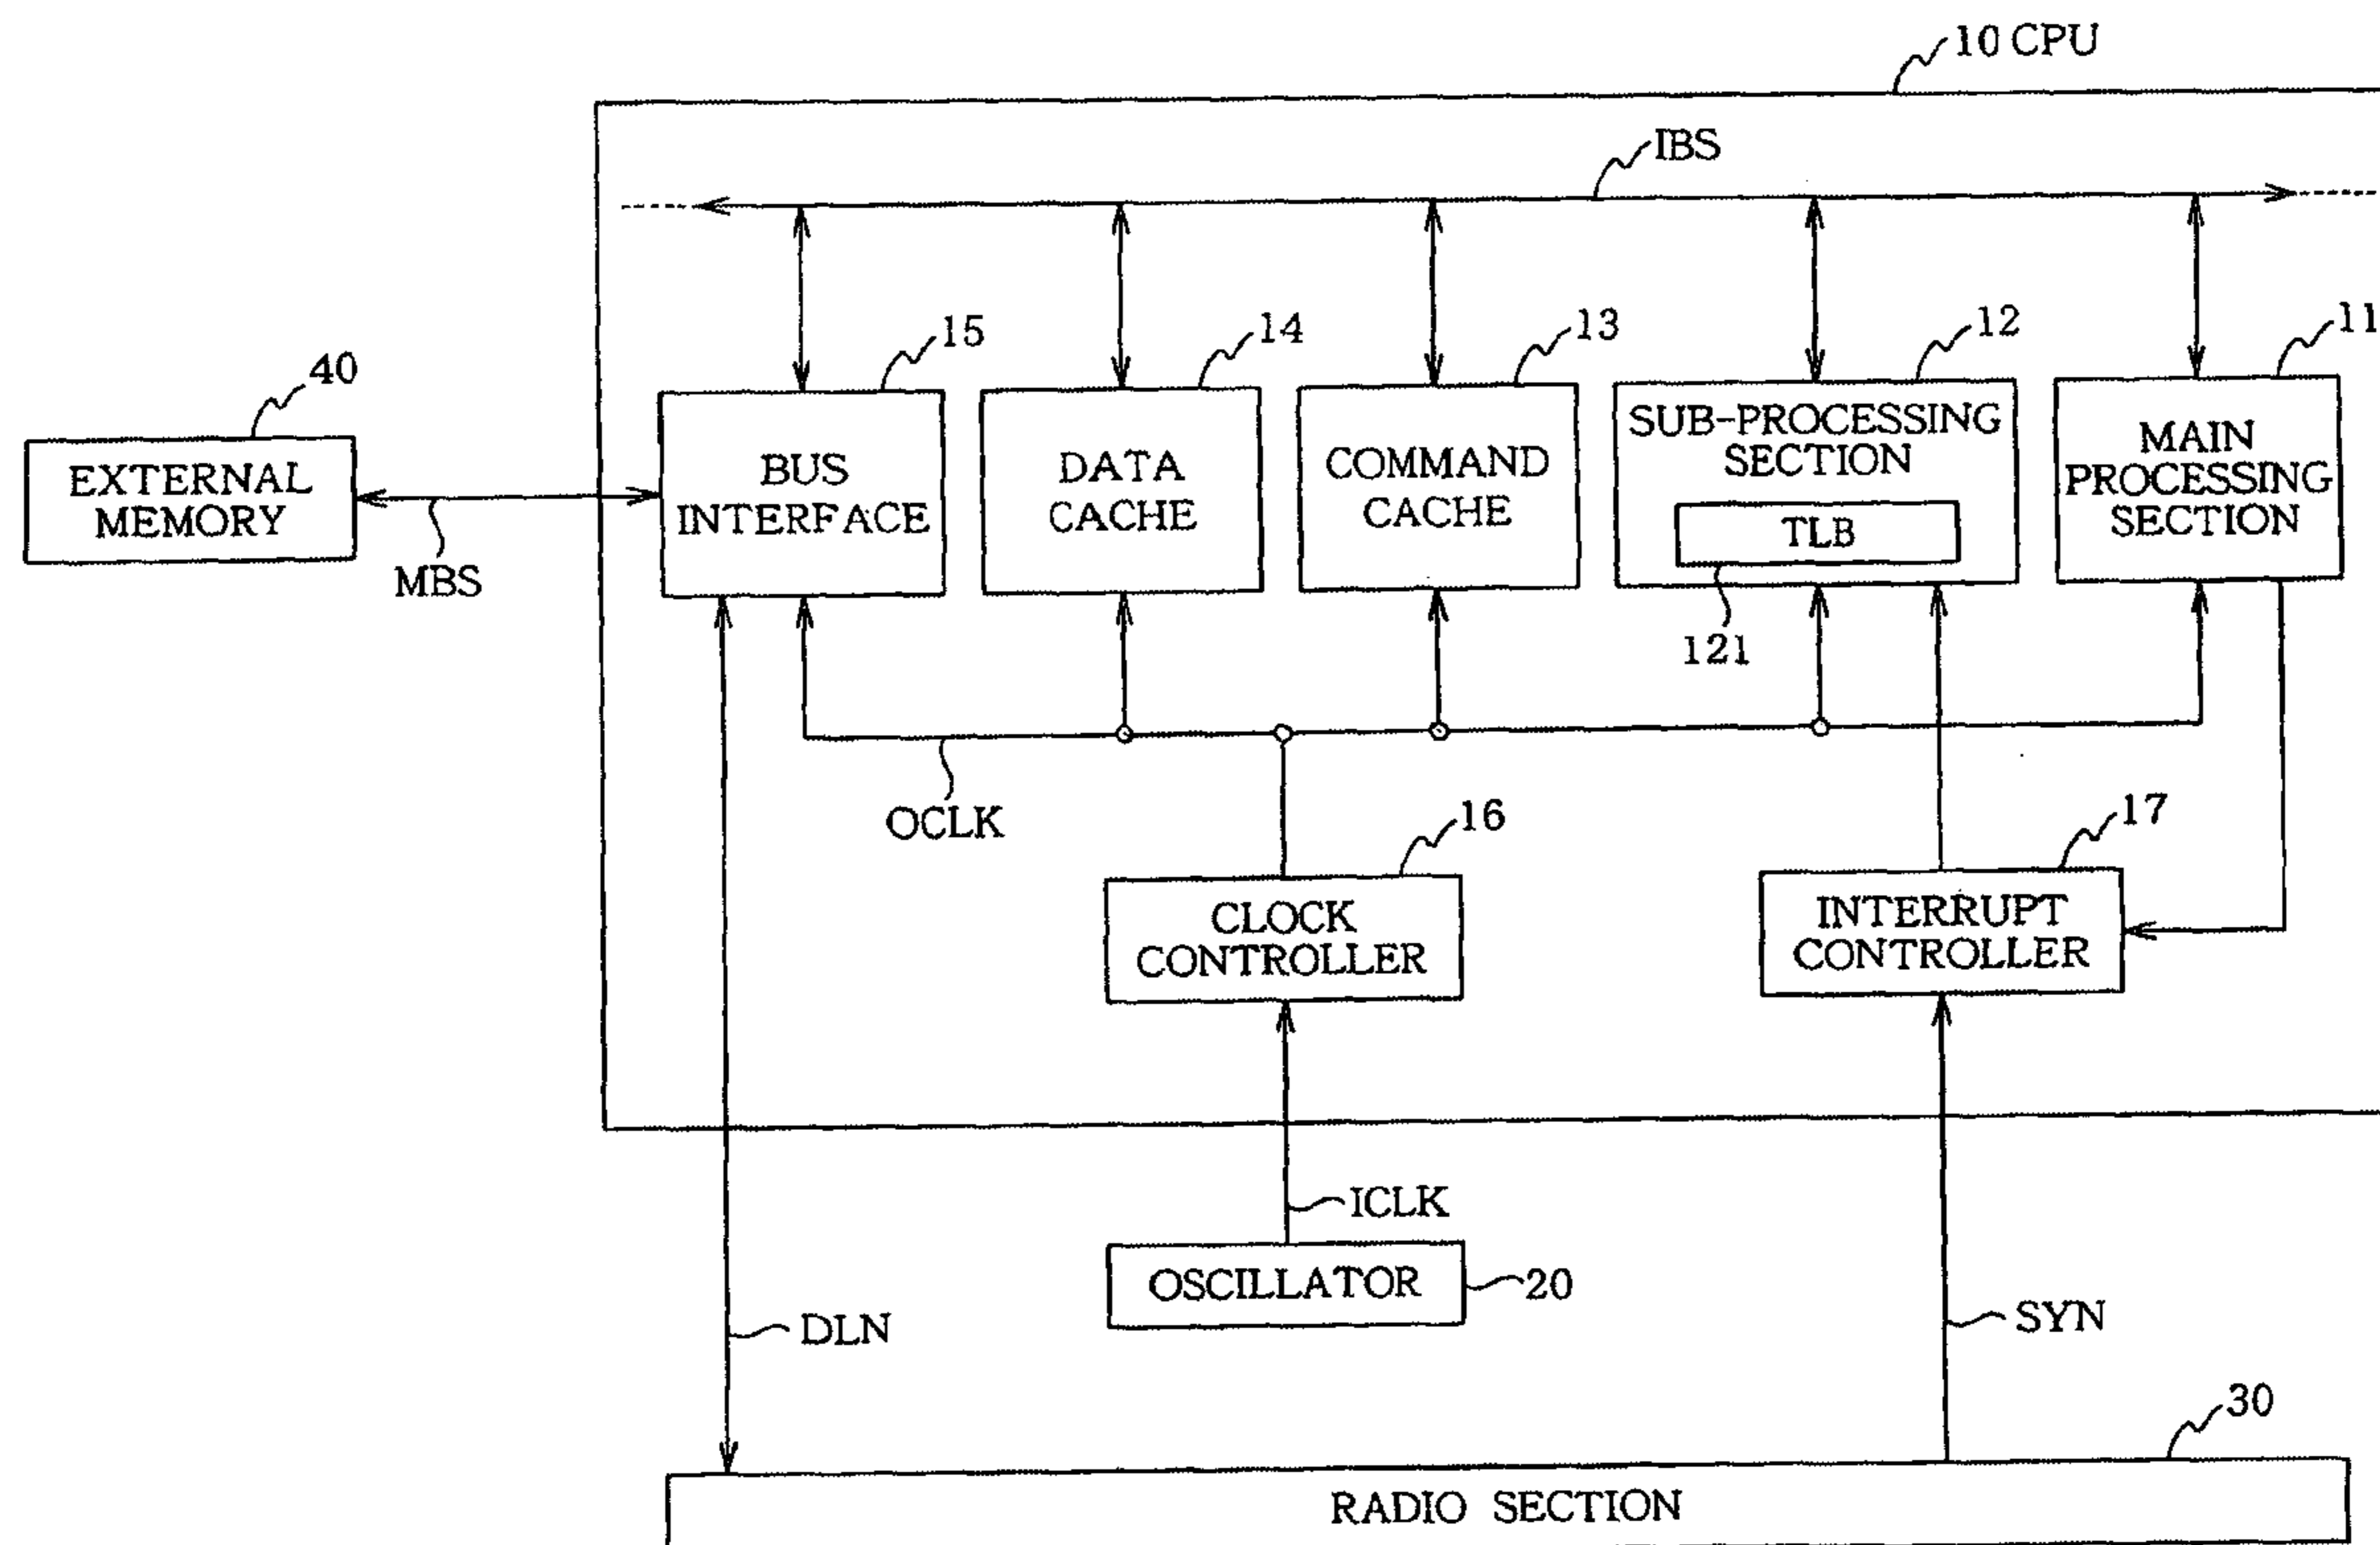 10 CPU
IBS
15
14
13
12
11
40
EXTERNAL
MEMORY
MBS
BUS
INTERFACE
DATA
CACHE
COMMAND
CACHE
SUB-PROCESSING
SECTION
TLB
121
MAIN
PROCESSING
SECTION
OCLK
16
CLOCK
CONTROLLER
17
INTERRUPT
CONTROLLER
ICLK
OSCILLATOR
20
DLN
SYN
30
RADIO SECTION